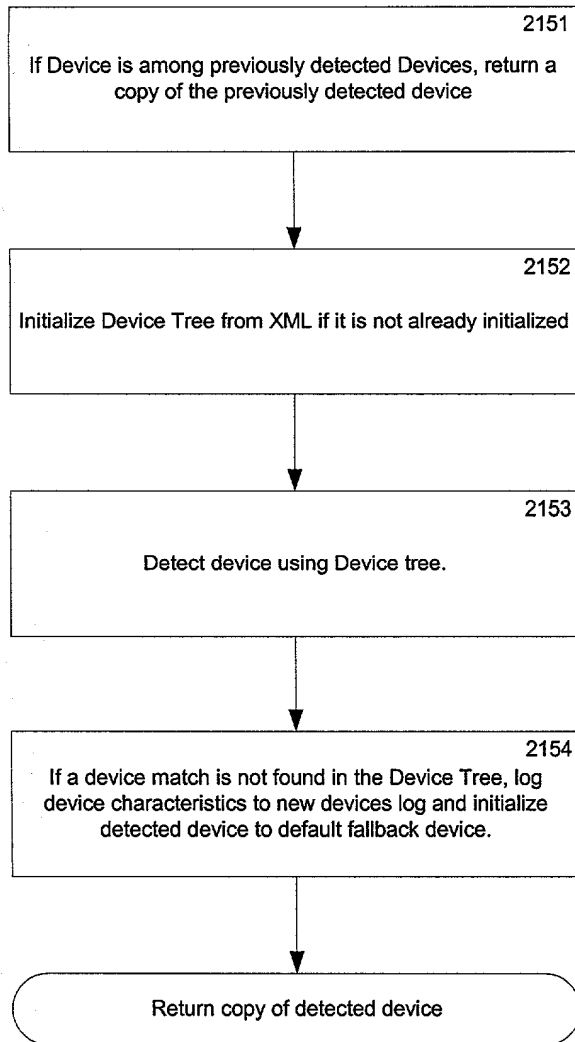 2151
If Device is among previously detected Devices, return a
copy of the previously detected device
2152
Initialize Device Tree from XML if it is not already initialized
2153
Detect device using Device tree.
2154
If a device match is not found in the Device Tree, log
device characteristics to new devices log and initialize
detected device to default fallback device.
Return copy of detected device